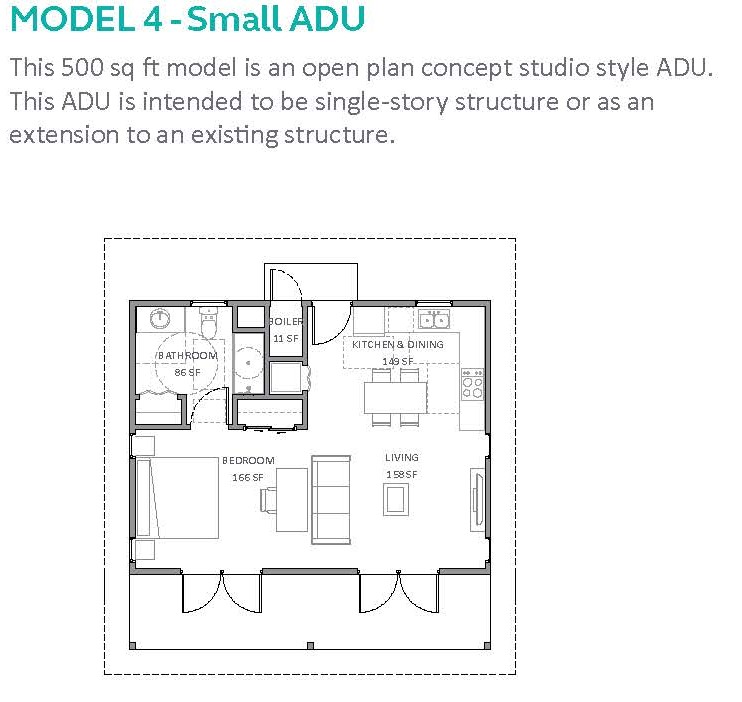 MODEL 4 - Small ADU
This 500 sq ft model is an open plan concept studio style ADU.
This ADU is intended to be single-story structure or as an
extension to an existing structure.
BOILER
11 SF
KITCHEN & DINING
149 SF
BATHROOM
86 SF
BEDROOM
166 SF
LIVING
158 SF